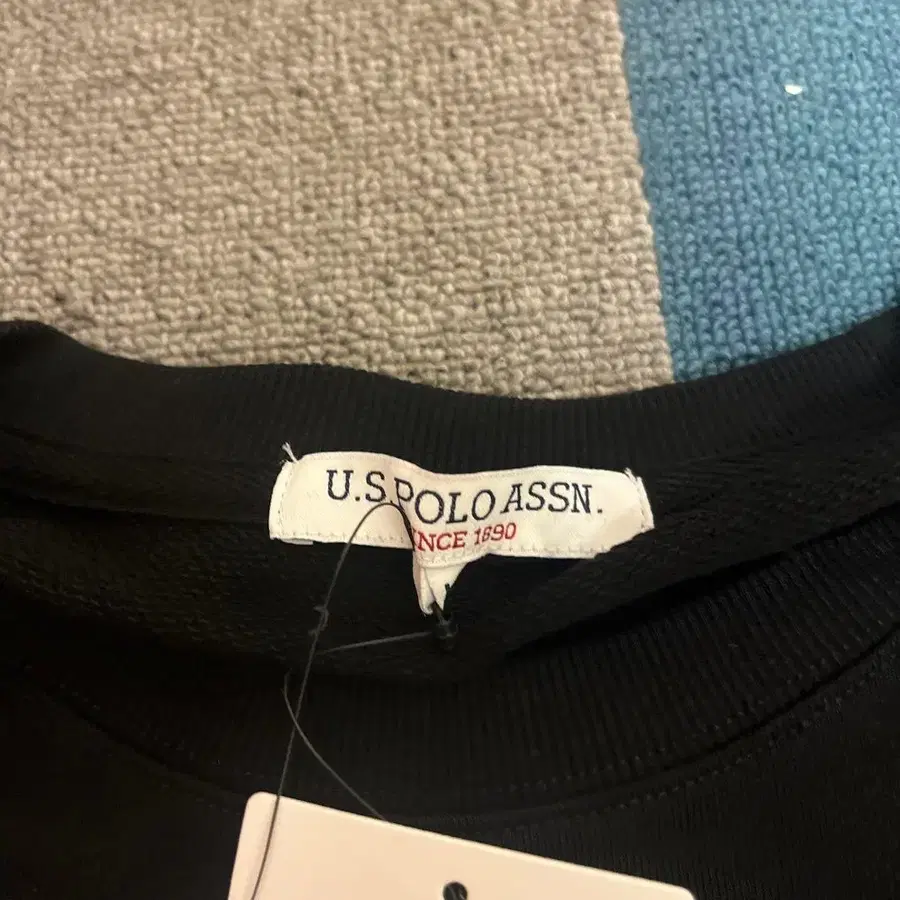 U.S. POLO ASSN.
SINCE 1890